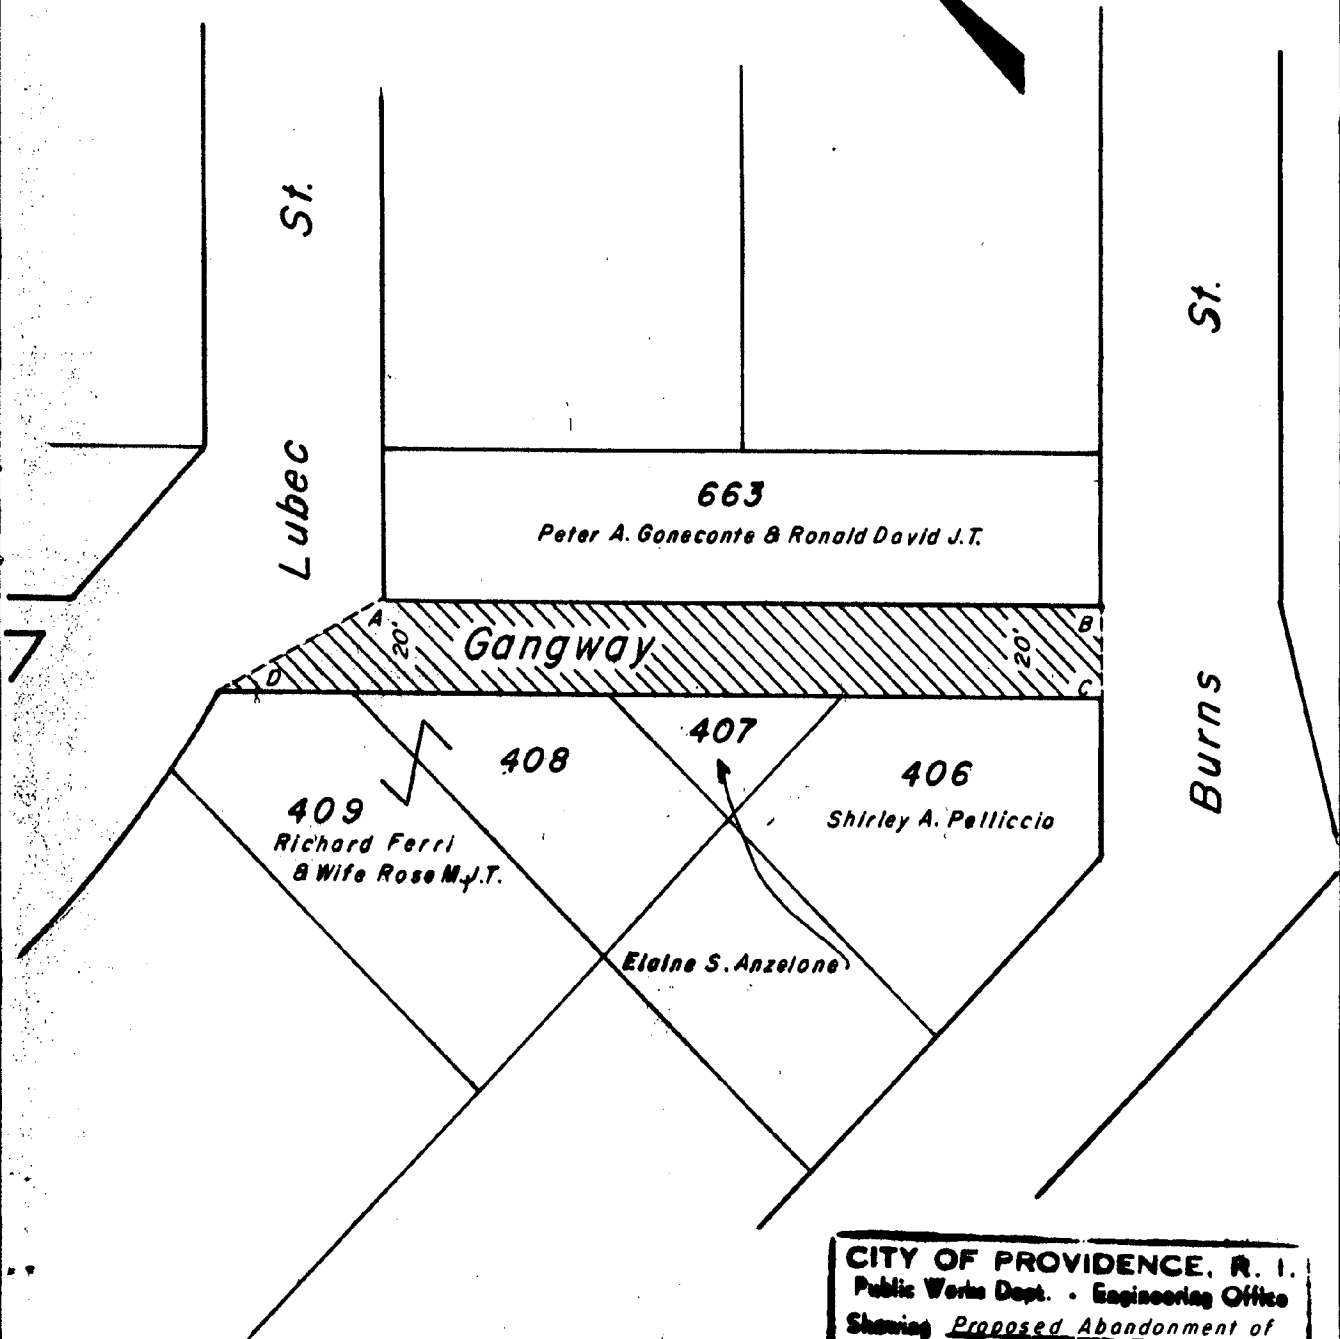 St.
Lubec
St.
Burns
663
Peter A. Goneconte & Ronald David J.T.
A
20'
Gangway
20'
B
D
C
407
408
406
Shirley A. Pelliccio
409
Richard Ferri
& Wife Rose M. J.T.
Elaine S. Anzelone
CITY OF PROVIDENCE, R. I.
Public Works Dept. - Engineering Office
Showing Proposed Abandonment of